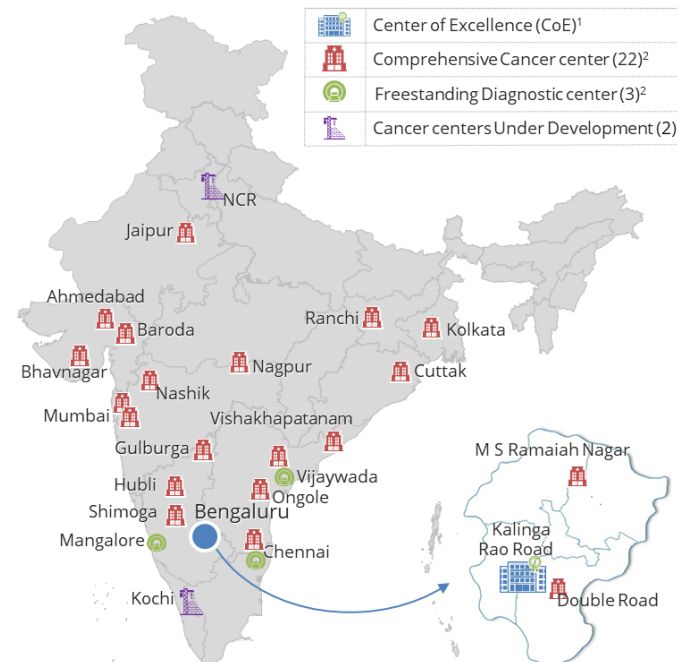 Center of Excellence (CoE)¹
Comprehensive Cancer center (22)²
Freestanding Diagnostic center (3)²
Cancer centers Under Development (2)
NCR
Jaipur
Ahmedabad
Baroda
Ranchi
Kolkata
Bhavnagar
Nagpur
Cuttak
Nashik
Mumbai
Vishakhapatanam
Gulburga
Vijaywada
Hubli
Ongole
Shimoga
Bengaluru
Mangalore
Chennai
Kochi
M S Ramaiah Nagar
Kalinga
Rao Road
Double Road